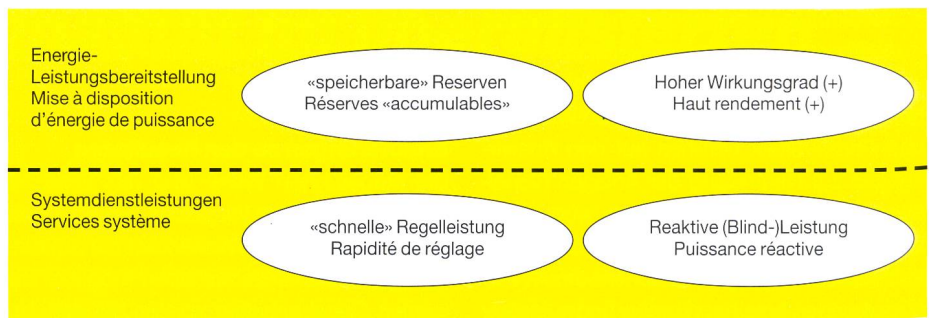 Energie-
Leistungsbereitstellung
Mise à disposition
d'énergie de puissance
«speicherbare» Reserven
Réserves «accumulables»
Hoher Wirkungsgrad (+)
Haut rendement (+)
Systemdienstleistungen
Services système
«schnelle» Regelleistung
Rapidité de réglage
Reaktive (Blind-)Leistung
Puissance réactive